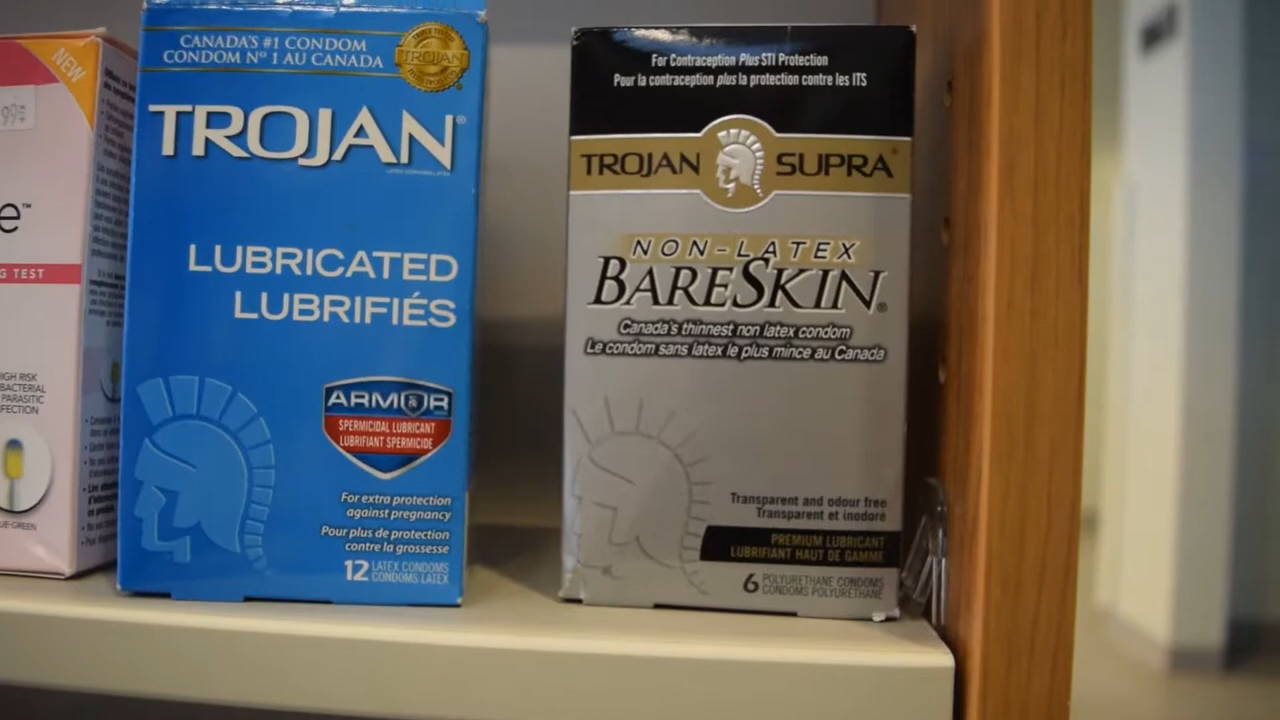 NEW
99¢
e™
G TEST
IGH RISK
BACTERIAL
PARASITIC
FECTION
UE-GREEN
CANADA'S #1 CONDOM
CONDOM Nº 1 AU CANADA
TROJAN
TROJAN®
LUBRICATED
LUBRIFIÉS
ARMOR
SPERMICIDAL LUBRICANT
LUBRIFIANT SPERMICIDE
For extra protection
against pregnancy
Pour plus de protection
contre la grossesse
12 LATEX CONDOMS
CONDOMS LATEX
For Contraception Plus STI Protection
Pour la contraception plus la protection contre les ITS
TROJAN SUPRA®
NON-LATEX
BARESKIN®
Canada's thinnest non latex condom
Le condom sans latex le plus mince au Canada
Transparent and odour free
Transparent et inodore
PREMIUM LUBRICANT
LUBRIFIANT HAUT DE GAMME
6 POLYURETHANE CONDOMS
CONDOMS POLYURÉTHANE